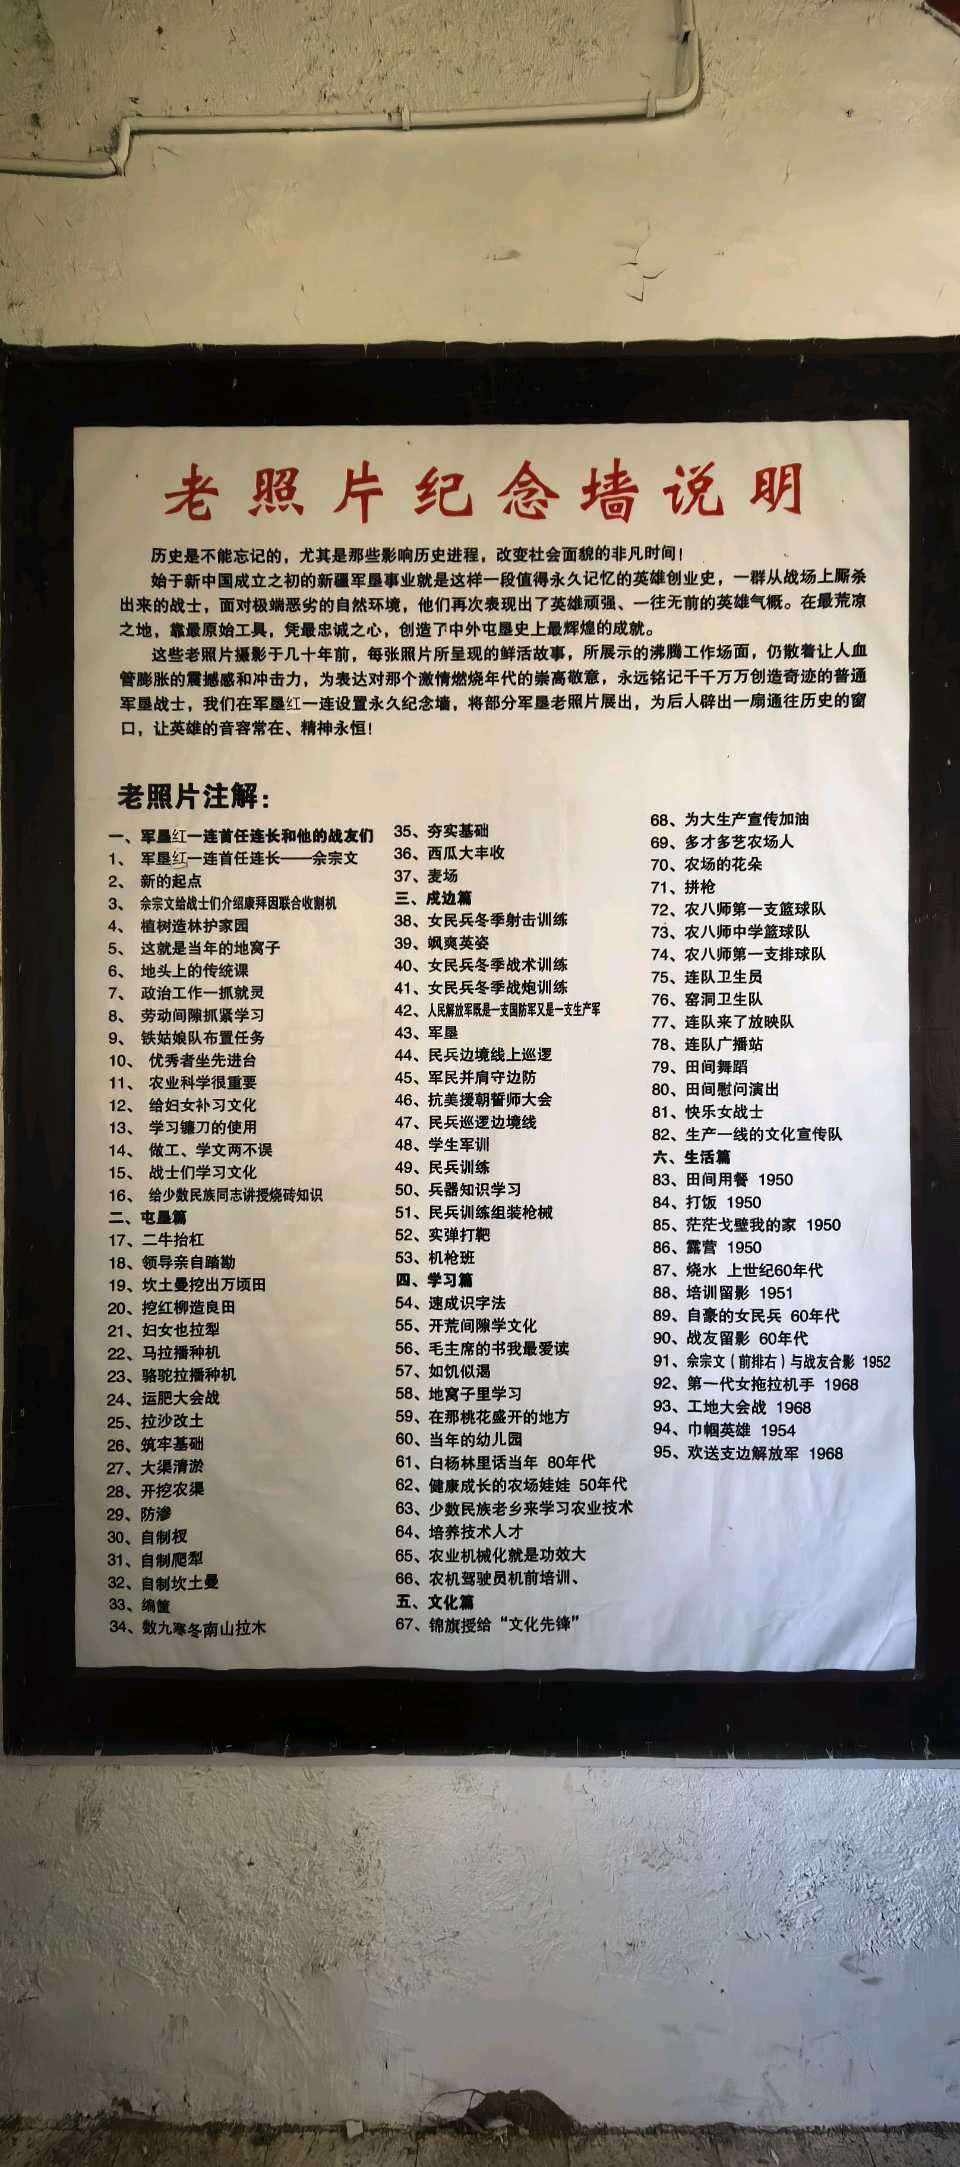 老照片纪念墙说明
历史是不能忘记的，尤其是那些影响历史进程，改变社会面貌的非凡时间！
始于新中国成立之初的新疆军垦事业就是这样一段值得永久记忆的英雄创业史，一群从战场上厮杀
出来的战士，面对极端恶劣的自然环境，他们再次表现出了英雄顽强、一往无前的英雄气概。在最荒凉
之地，靠最原始工具，凭最忠诚之心，创造了中外屯垦史上最辉煌的成就。
这些老照片摄影于几十年前，每张照片所呈现的鲜活故事，所展示的沸腾工作场面，仍散着让人血
管膨胀的震撼感和冲击力，为表达对那个激情燃烧年代的崇高敬意，永远铭记千千万万创造奇迹的普通
军垦战士，我们在军垦红一连设置永久纪念墙，将部分军垦老照片展出，为后人辟出一扇通往历史的窗
口，让英雄的音容常在、精神永恒！
老照片注解：
一、军垦红一连首任连长和他的战友们
1、 军垦红一连首任连长——佘宗文
2、 新的起点
3、 佘宗文给战士们介绍康拜因联合收割机
4、 植树造林护家园
5、 这就是当年的地窝子
6、 地头上的传统课
7、 政治工作一抓就灵
8、 劳动间隙抓紧学习
9、 铁姑娘队布置任务
10、 优秀者坐先进台
11、 农业科学很重要
12、 给妇女补习文化
13、 学习镰刀的使用
14、 做工、学文两不误
15、 战士们学习文化
16、 给少数民族同志讲授烧砖知识
二、屯垦篇
17、二牛抬杠
18、领导亲自踏勘
19、坎土曼挖出万顷田
20、挖红柳造良田
21、妇女也拉犁
22、马拉播种机
23、骆驼拉播种机
24、运肥大会战
25、拉沙改土
26、筑牢基础
27、大渠清淤
28、开挖农渠
29、防渗
30、自制杈
31、自制爬犁
32、自制坎土曼
33、编筐
34、数九寒冬南山拉木
35、夯实基础
36、西瓜大丰收
37、麦场
三、戍边篇
38、女民兵冬季射击训练
39、飒爽英姿
40、女民兵冬季战术训练
41、女民兵冬季战炮训练
42、人民解放军既是一支国防军又是一支生产军
43、军垦
44、民兵边境线上巡逻
45、军民并肩守边防
46、抗美援朝誓师大会
47、民兵巡逻边境线
48、学生军训
49、民兵训练
50、兵器知识学习
51、民兵训练组装枪械
52、实弹打靶
53、机枪班
四、学习篇
54、速成识字法
55、开荒间隙学文化
56、毛主席的书我最爱读
57、如饥似渴
58、地窝子里学习
59、在那桃花盛开的地方
60、当年的幼儿园
61、白杨林里话当年 80年代
62、健康成长的农场娃娃 50年代
63、少数民族老乡来学习农业技术
64、培养技术人才
65、农业机械化就是功效大
66、农机驾驶员机前培训、
五、文化篇
67、锦旗授给“文化先锋”
68、为大生产宣传加油
69、多才多艺农场人
70、农场的花朵
71、拼枪
72、农八师第一支篮球队
73、农八师中学篮球队
74、农八师第一支排球队
75、连队卫生员
76、窑洞卫生队
77、连队来了放映队
78、连队广播站
79、田间舞蹈
80、田间慰问演出
81、快乐女战士
82、生产一线的文化宣传队
六、生活篇
83、田间用餐 1950
84、打饭 1950
85、茫茫戈壁我的家 1950
86、露营 1950
87、烧水 上世纪60年代
88、培训留影 1951
89、自豪的女民兵 60年代
90、战友留影 60年代
91、佘宗文（前排右）与战友合影 1952
92、第一代女拖拉机手 1968
93、工地大会战 1968
94、巾帼英雄 1954
95、欢送支边解放军 1968